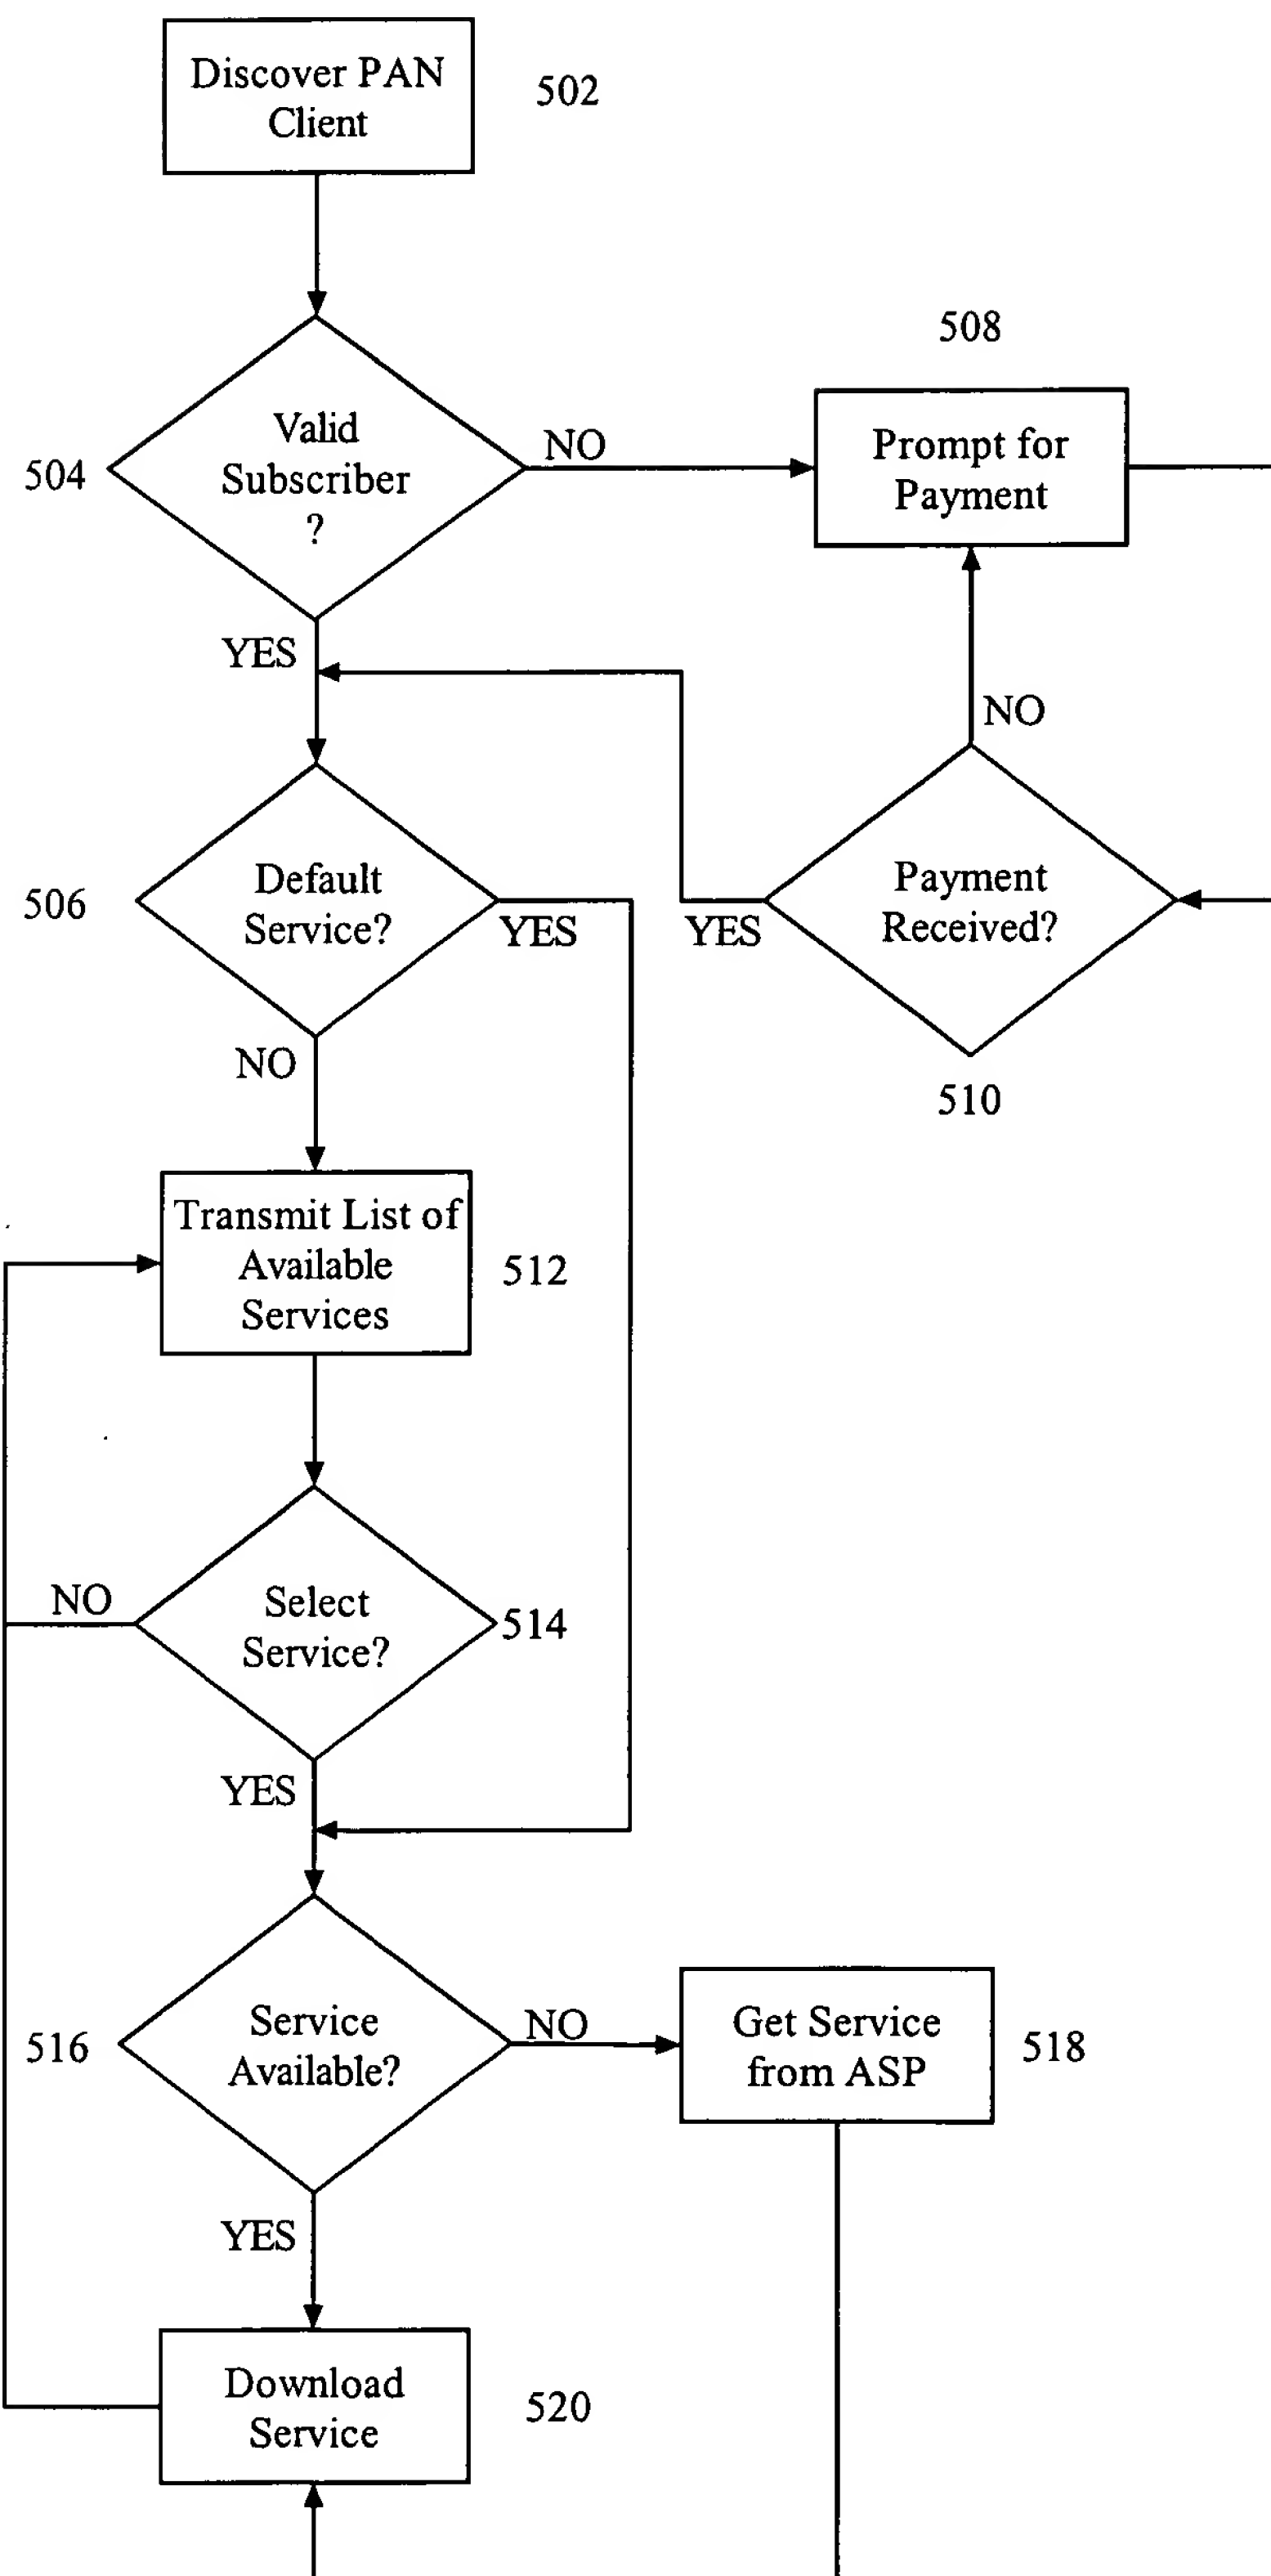 Discover PAN
Client
502
508
Valid
Subscriber
?
504
NO
Prompt for
Payment
YES
NO
Default
Service?
506
YES
YES
Payment
Received?
NO
510
Transmit List of
Available
Services
512
NO
Select
Service?
514
YES
516
Service
Available?
NO
Get Service
from ASP
518
YES
Download
Service
520